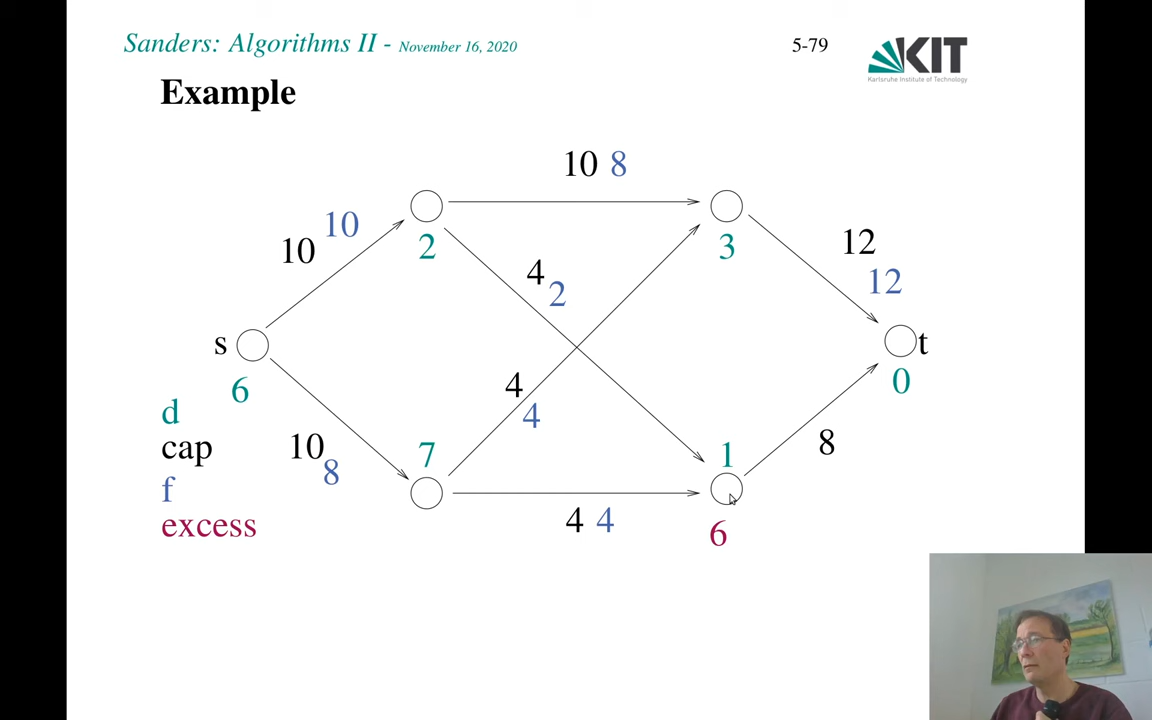 Sanders: Algorithms II - November 16, 2020
5-79
KIT
Karlsruhe Institute of Technology
Example
10 8
10
10
2
3
12
12
4
2
s
t
6
0
4
4
d
cap
f
excess
10
8
7
1
8
4 4
6